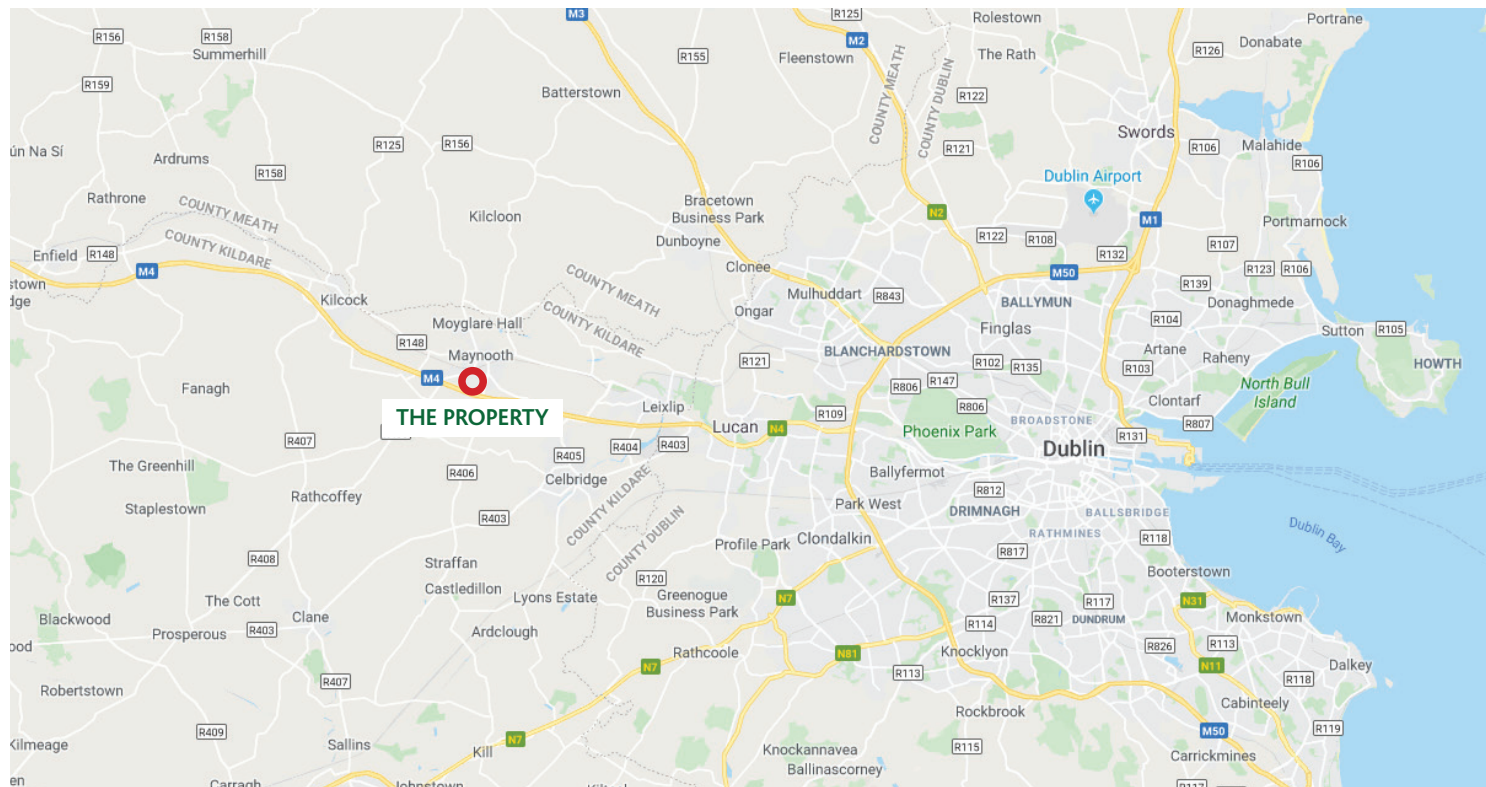 M3
R125
Rolestown
Portrane
R156
R158
Summerhill
R155
M2
Fleenstown
The Rath
R126
Donabate
R159
Batterstown
COUNTY MEATH
COUNTY DUBLIN
R122
Swords
R125
R156
R121
R106
Malahide
ún Na Sí
Ardrums
R158
R106
Dublin Airport
Rathrone
COUNTY MEATH
Kilcloon
Bracetown
Business Park
N2
M1
Portmarnock
COUNTY KILDARE
Dunboyne
R122
R108
R107
Enfield
R148
R132
M4
Clonee
M50
R123
R106
COUNTY MEATH
stown
dge
Kilcock
Mulhuddart
R843
BALLYMUN
R139
Donaghmede
COUNTY KILDARE
Ongar
Moyglare Hall
Finglas
R104
Sutton
R105
R148
Maynooth
R121
BLANCHARDSTOWN
R102
R135
Artane
Raheny
HOWTH
R103
M4
Fanagh
R806
R147
North Bull
Island
Leixlip
R806
Clontarf
THE PROPERTY
R109
BROADSTONE
R807
Lucan
N4
Phoenix Park
R131
R407
R404
R403
Dublin
R405
The Greenhill
R406
Celbridge
Ballyfermot
Rathcoffey
R812
Staplestown
R403
COUNTY KILDARE
Park West
DRIMNAGH
BALLSBRIDGE
Dublin Bay
COUNTY DUBLIN
Profile Park
Clondalkin
RATHMINES
R118
R408
Straffan
R817
Booterstown
R120
Castledillon
Lyons Estate
Greenogue
Business Park
N7
R137
R117
N31
The Cott
Blackwood
Clane
R114
R821
DUNDRUM
Monkstown
Prosperous
R403
Ardclough
R826
R113
ood
Rathcoole
N81
Knocklyon
N7
R113
N11
Dalkey
R407
R118
Robertstown
Cabinteely
Rockbrook
R409
N7
M50
R119
Kilmeage
Sallins
Kill
Knockannavea
R115
Carrickmines
Ballinascorney
en
Carragh
Johnstown
R117